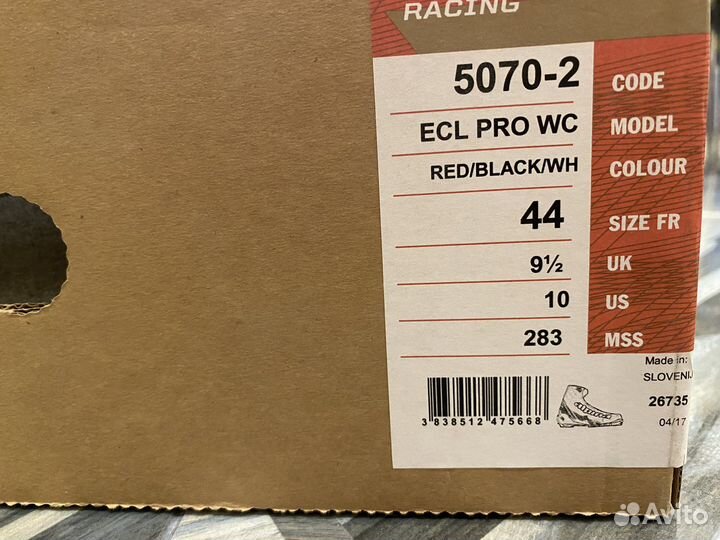 RACING
5070-2 CODE
ECL PRO WC MODEL
RED/BLACK/WH COLOUR
44 SIZE FR
9½ UK
10 US
283 MSS
Made in:
SLOVENIJ
26735
04/17
3 838512 475668
Avito